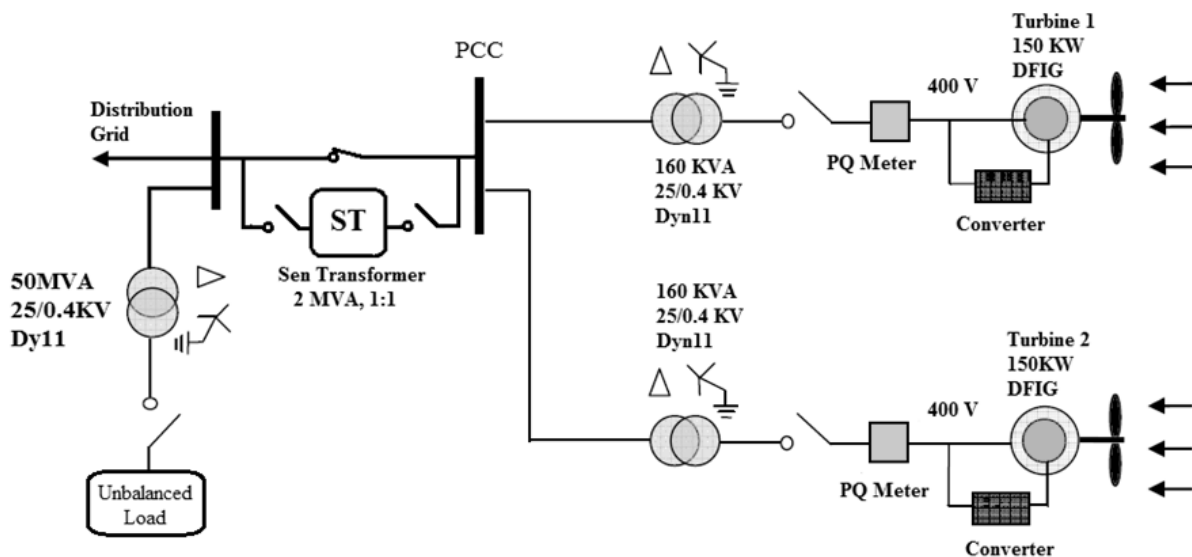 PCC
Distribution
Grid
ST
Sen Transformer
2 MVA, 1:1
50MVA
25/0.4KV
Dy11
Unbalanced
Load
160 KVA
25/0.4 KV
Dyn11
PQ Meter
400 V
Turbine 1
150 KW
DFIG
Converter
160 KVA
25/0.4 KV
Dyn11
PQ Meter
400 V
Turbine 2
150KW
DFIG
Converter